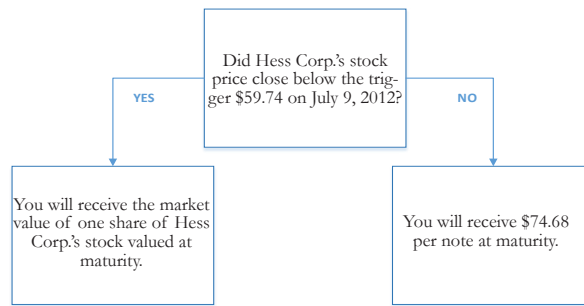 Did Hess Corp.'s stock
price close below the trig-
ger $59.74 on July 9, 2012?
YES
NO
You will receive the market
value of one share of Hess
Corp.'s stock valued at
maturity.
You will receive $74.68
per note at maturity.